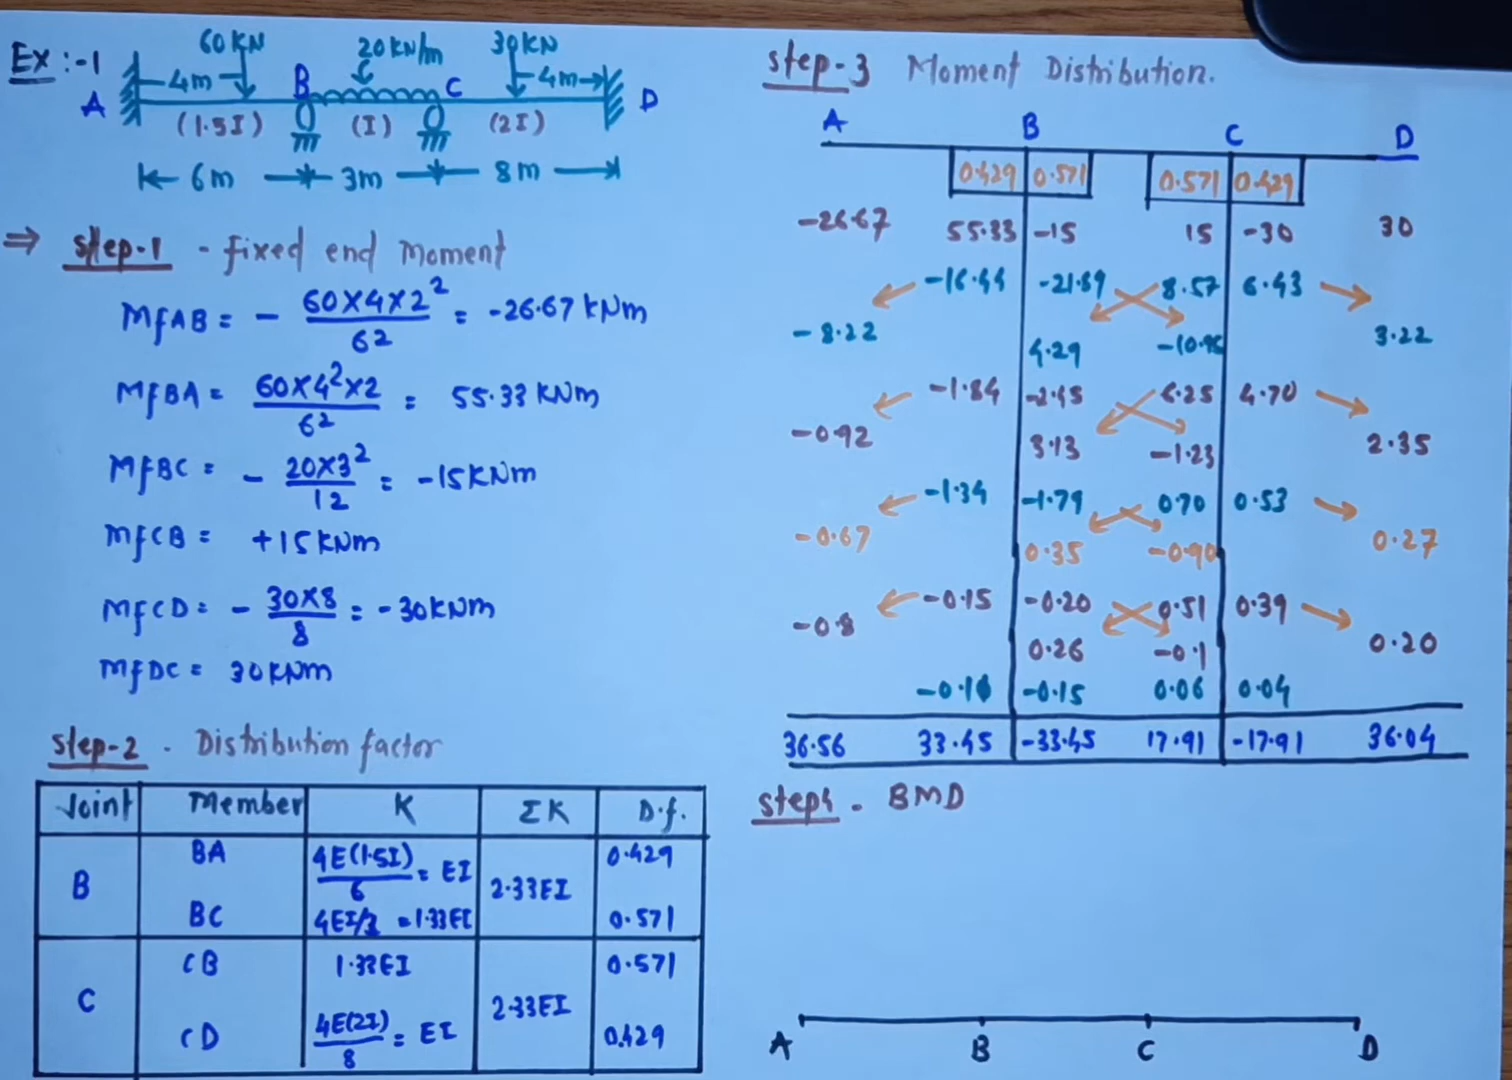 Ex :-1
60KN 20KN/m 30KN
4m B C 4m
A D
(1.5I) (I) (2I)
6m 3m 8m
⇒ step-1 - fixed end Moment
MfAB = - 60×4×2² / 6² = -26.67 kNm
MfBA = 60×4²×2 / 6² = 55.33 KNm
MfBC = - 20×3² / 12 = -15KNm
MfCB = +15KNm
MfCD = - 30×8 / 8 = -30KNm
MfDC = 30KNm
step-2 - Distribution factor
Joint Member K ΣK D.f.
B BA 4E(1.5I) / 6 = EI 2.33EI 0.429
BC 4EI/3 = 1.33EI 0.571
C CB 1.33EI 2.33EI 0.571
CD 4E(2I) / 8 = EI 0.429
step-3 Moment Distribution.
A B C D
0.429 0.571 0.571 0.429
-26.67 55.33 -15 15 -30 30
-16.44 -21.89 8.57 6.43
-8.22 4.29 -10.95 3.22
-1.84 -2.45 6.25 4.70
-0.92 3.13 -1.23 2.35
-1.34 -1.79 0.70 0.53
-0.67 0.35 -0.90 0.27
-0.15 -0.20 0.51 0.39
-0.8 0.26 -0.1 0.20
-0.15 0.06 0.04
36.56 33.45 -33.45 17.91 -17.91 36.04
step4 - BMD
A B C D